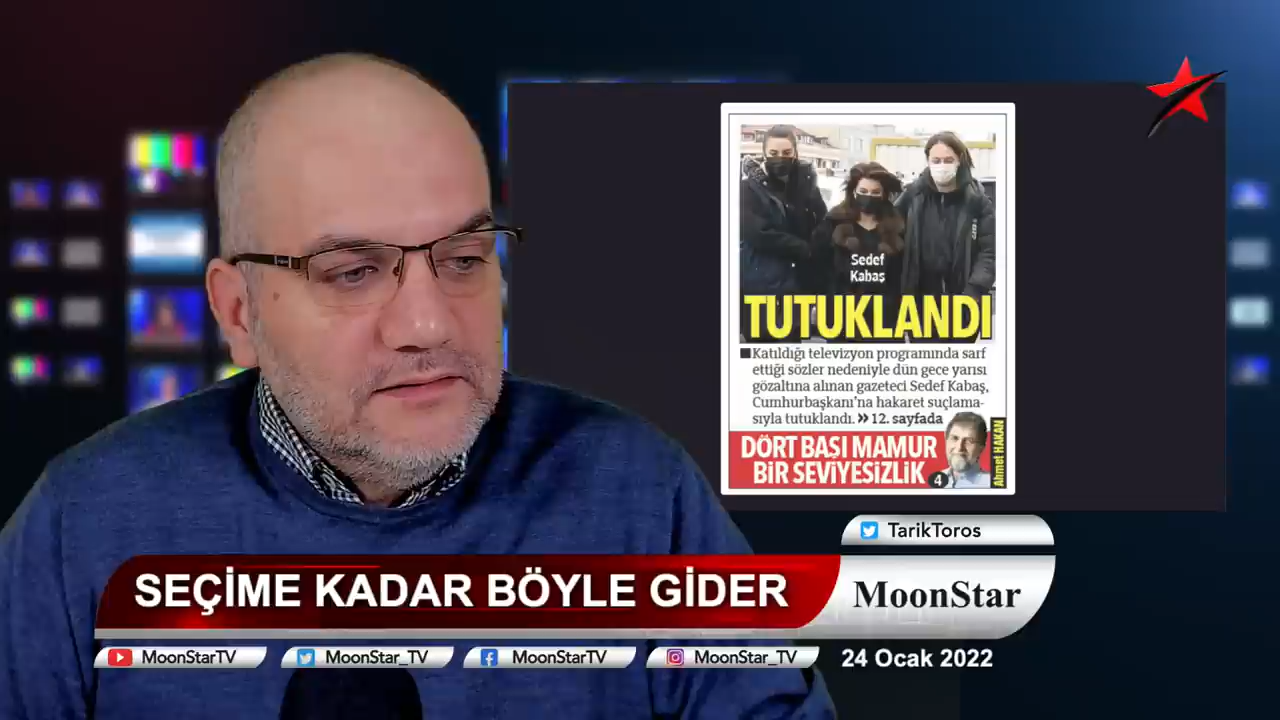 Sedef
Kabaş
TUTUKLANDI
■Katıldığı televizyon programında sarf
ettiği sözler nedeniyle dün gece yarısı
gözaltına alınan gazeteci Sedef Kabaş,
Cumhurbaşkanı'na hakaret suçlama-
sıyla tutuklandı. »12. sayfada
DÖRT BAŞI MAMUR
BİR SEVİYESİZLİK
4
Ahmet HAKAN
TarikToros
SEÇİME KADAR BÖYLE GİDER
MoonStar
MoonStarTV
MoonStar_TV
MoonStarTV
MoonStar_TV
24 Ocak 2022